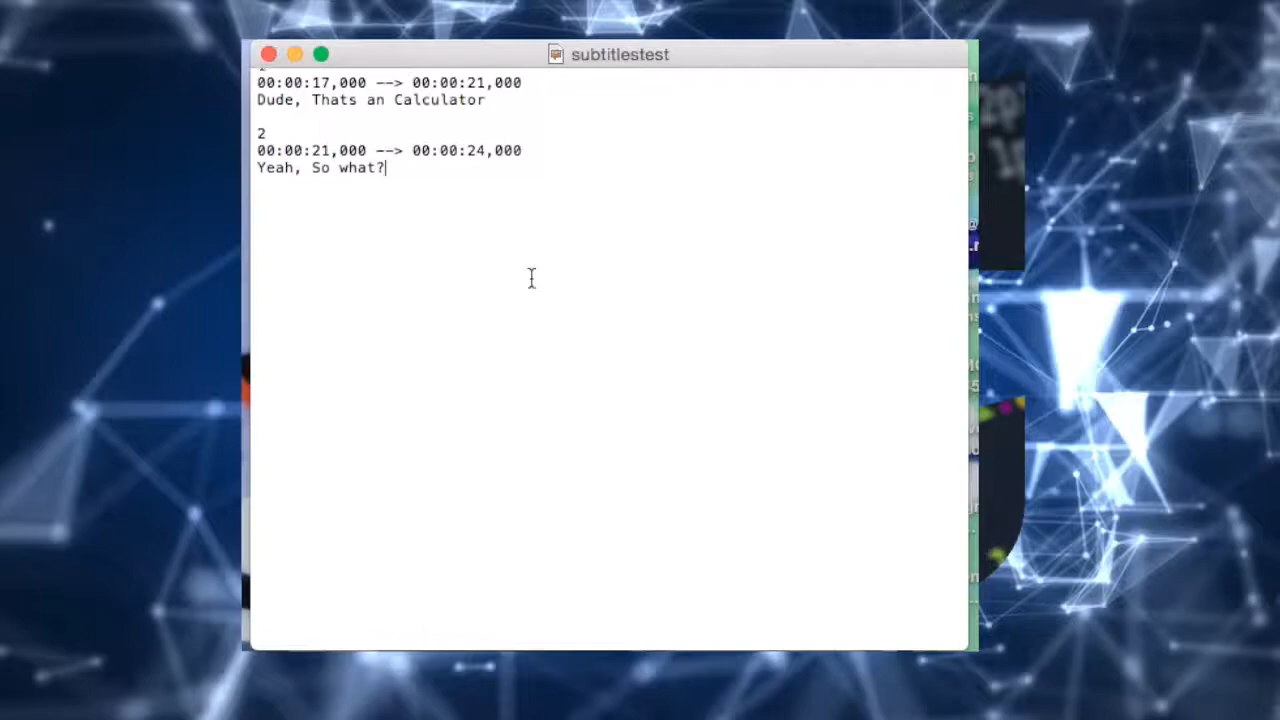 subtitlestest
00:00:17,000 --> 00:00:21,000
Dude, Thats an Calculator
2
00:00:21,000 --> 00:00:24,000
Yeah, So what?